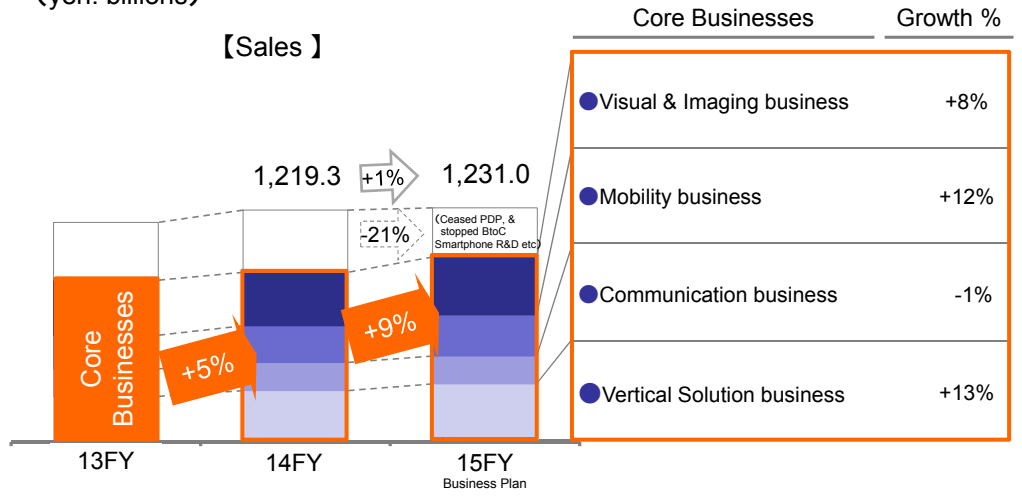 (yen: billions)
【Sales 】
Core Businesses Growth %
●Visual & Imaging business +8%
●Mobility business +12%
●Communication business -1%
●Vertical Solution business +13%
1,219.3 +1% 1,231.0
-21%
(Ceased PDP, &
stopped BtoC
Smartphone R&D etc)
Core
Businesses
+5%
+9%
13FY 14FY 15FY
Business Plan